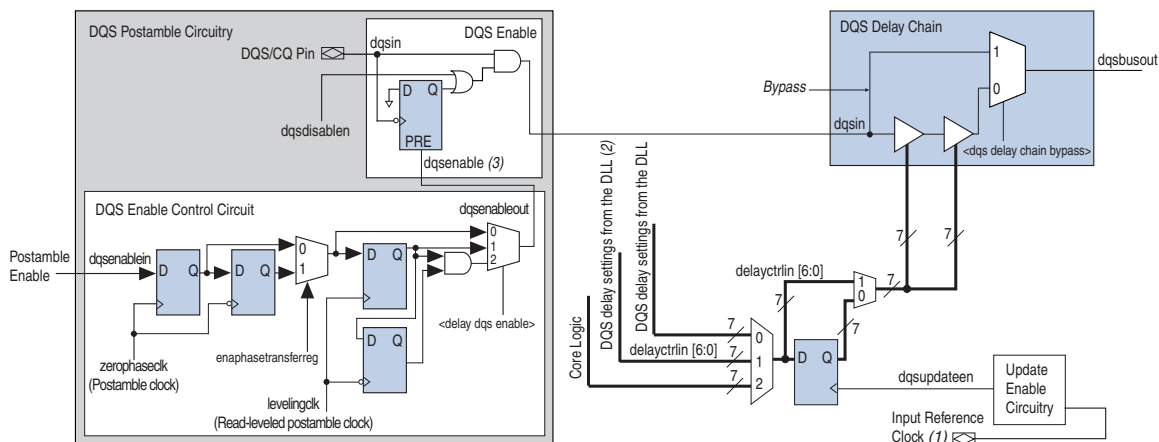 DQS Postamble Circuitry
DQS Enable
DQS/CQ Pin
dqsin
D Q
PRE
dqsdisablen
dqsenable (3)
DQS Enable Control Circuit
dqsenableout
Postamble
Enable
dqsenablein
D Q
D Q
0
1
D Q
0
1
2
D Q
<delay dqs enable>
enaphasetransferreg
zerophaseclk
(Postamble clock)
levelingclk
(Read-leveled postamble clock)
DQS Delay Chain
1
0
dqsbusout
Bypass
dqsin
<dqs delay chain bypass>
7
7
Core Logic
DQS delay settings from the DLL (2)
DQS delay settings from the DLL
delayctrlin [6:0]
1
0
7
7
7
7
0
delayctrlin [6:0]
7
1
7
2
D Q
dqsupdateen
Update
Enable
Circuitry
Input Reference
Clock (1)